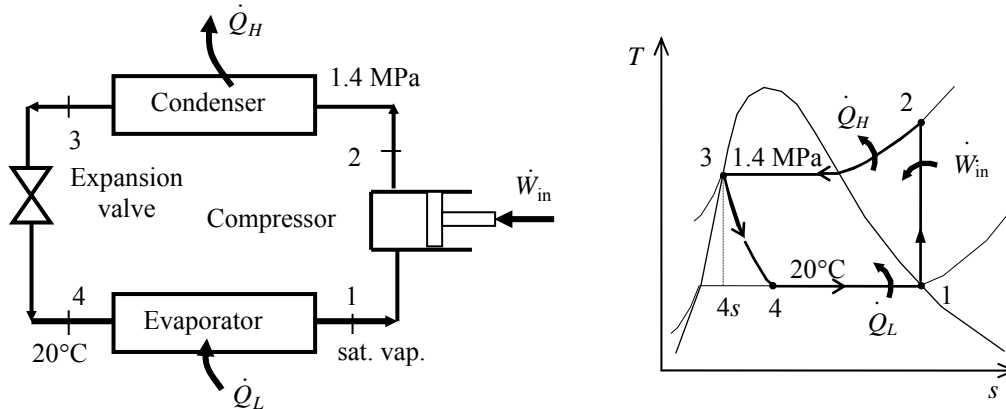 Q̇H
Condenser
1.4 MPa
3
2
Expansion
valve
Compressor
Ẇin
4
1
Evaporator
20°C
sat. vap.
Q̇L
T
2
Q̇H
3
1.4 MPa
Ẇin
20°C
4s
4
1
Q̇L
s